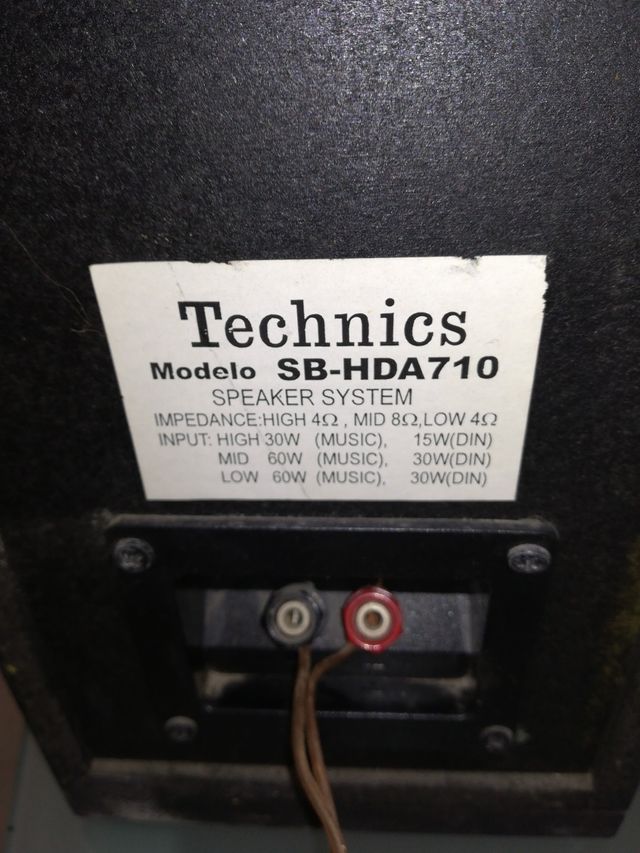 Technics
Modelo SB-HDA710
SPEAKER SYSTEM
IMPEDANCE:HIGH 4Ω , MID 8Ω,LOW 4Ω
INPUT: HIGH 30W (MUSIC), 15W(DIN)
MID 60W (MUSIC), 30W(DIN)
LOW 60W (MUSIC), 30W(DIN)